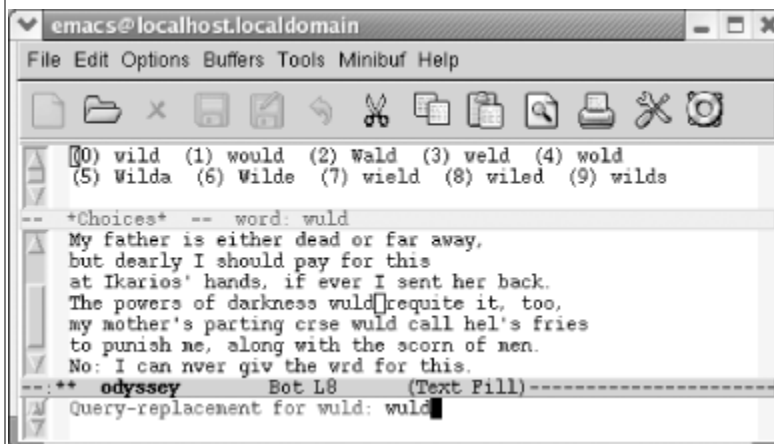 emacs@localhost.localdomain
File Edit Options Buffers Tools Minibuf Help
(0) wild (1) would (2) Wald (3) weld (4) wold
(5) Wilda (6) Wilde (7) wield (8) wiled (9) wilds
-- *Choices* -- word: wuld
My father is either dead or far away,
but dearly I should pay for this
at Ikarios' hands, if ever I sent her back.
The powers of darkness wuld requite it, too,
my mother's parting crse wuld call hel's fries
to punish me, along with the scorn of men.
No: I can nver giv the wrd for this.
--:** odyssey Bot L8 (Text Fill)----------------------
Query-replacement for wuld: wuld